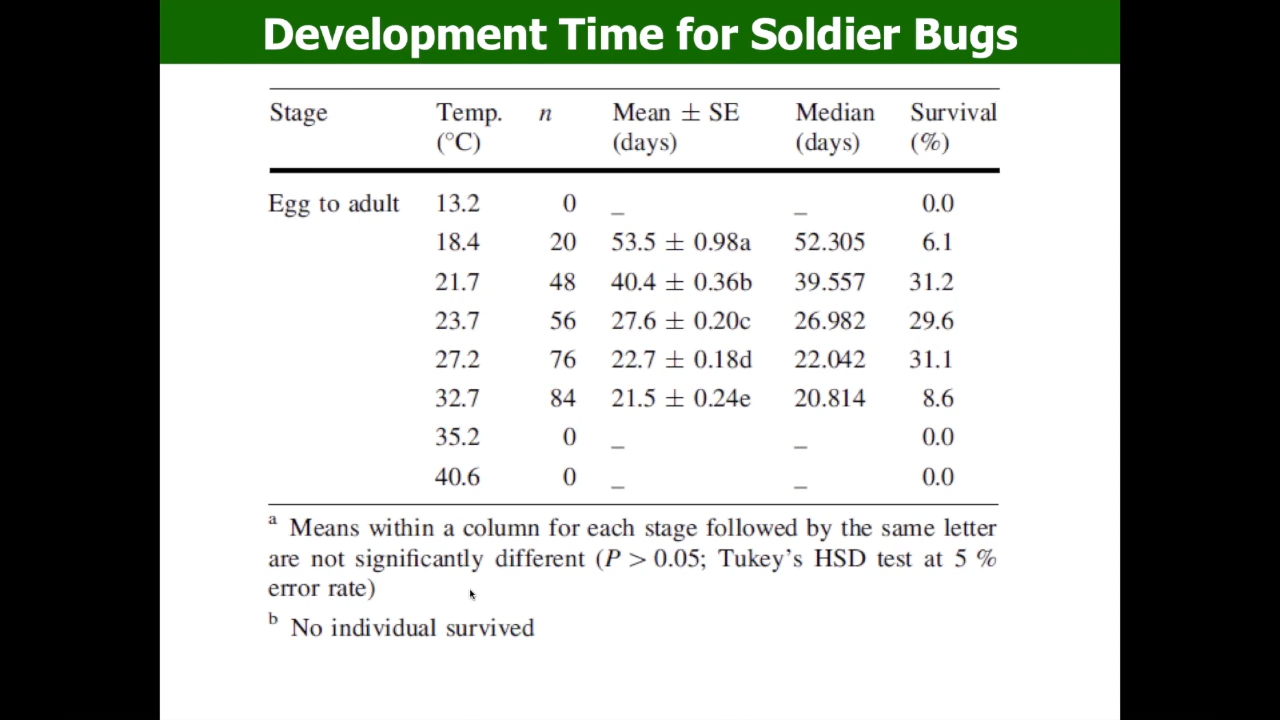 Development Time for Soldier Bugs
Stage Temp. n Mean ± SE Median Survival
(°C) (days) (days) (%)
Egg to adult 13.2 0 _ _ 0.0
18.4 20 53.5 ± 0.98a 52.305 6.1
21.7 48 40.4 ± 0.36b 39.557 31.2
23.7 56 27.6 ± 0.20c 26.982 29.6
27.2 76 22.7 ± 0.18d 22.042 31.1
32.7 84 21.5 ± 0.24e 20.814 8.6
35.2 0 _ _ 0.0
40.6 0 _ _ 0.0
a Means within a column for each stage followed by the same letter
are not significantly different (P > 0.05; Tukey's HSD test at 5 %
error rate)
b No individual survived